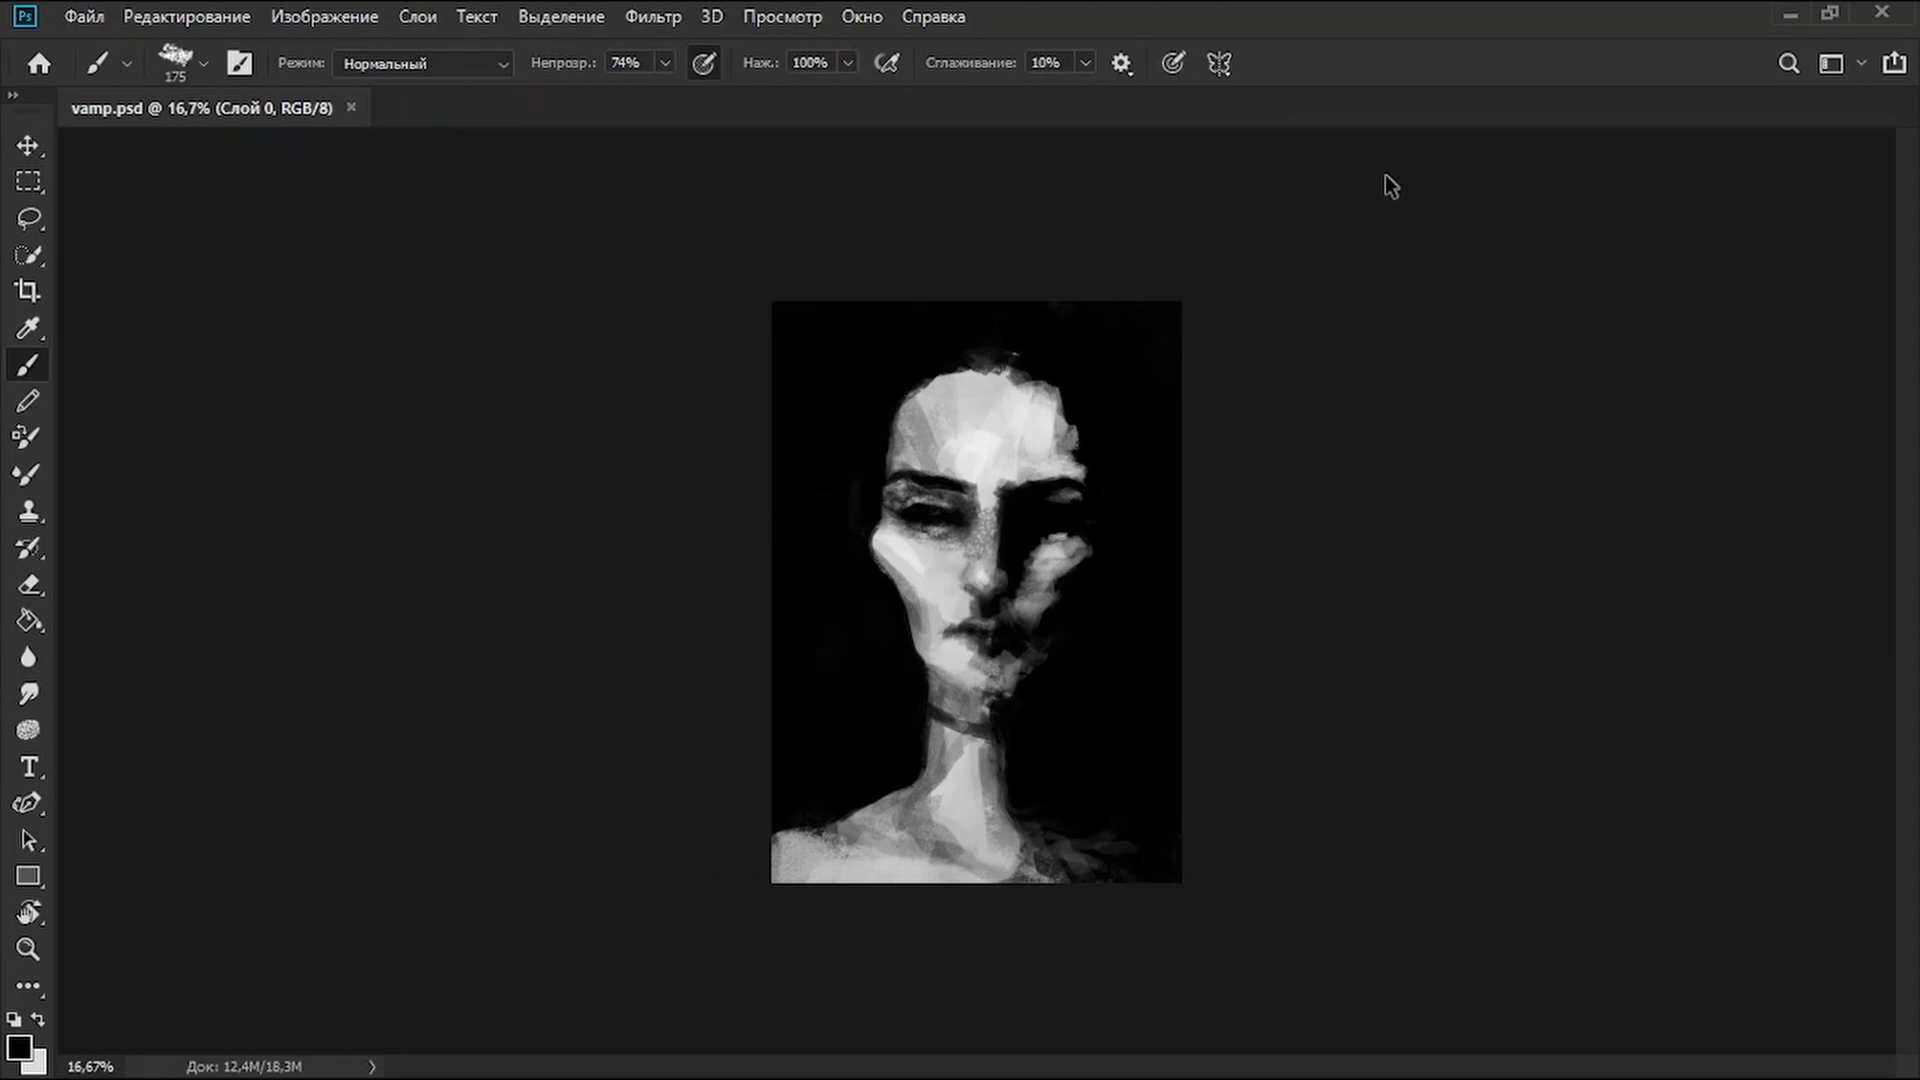 Ps Файл Редактирование Изображение Слои Текст Выделение Фильтр 3D Просмотр Окно Справка
175 Режим: Нормальный Непрозр.: 74% Наж.: 100% Сглаживание: 10%
vamp.psd @ 16,7% (Слой 0, RGB/8)
16,67% Док: 12,4M/18,3M